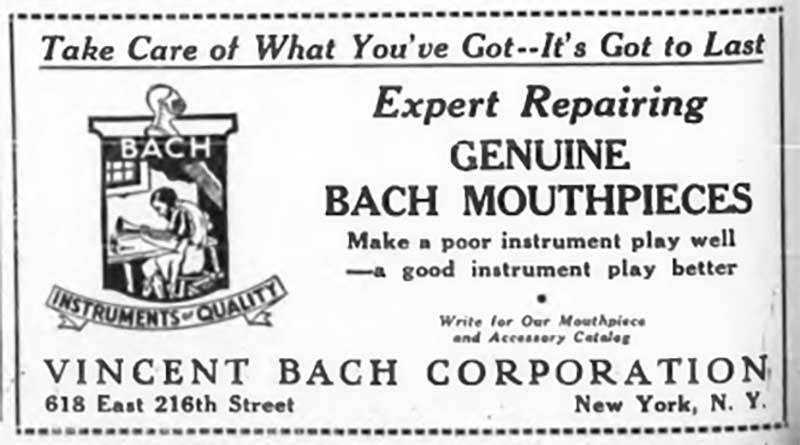 Take Care of What You've Got--It's Got to Last
BACH
INSTRUMENTS OF QUALITY
Expert Repairing
GENUINE
BACH MOUTHPIECES
Make a poor instrument play well
—a good instrument play better
Write for Our Mouthpiece
and Accessory Catalog
VINCENT BACH CORPORATION
618 East 216th Street New York, N. Y.